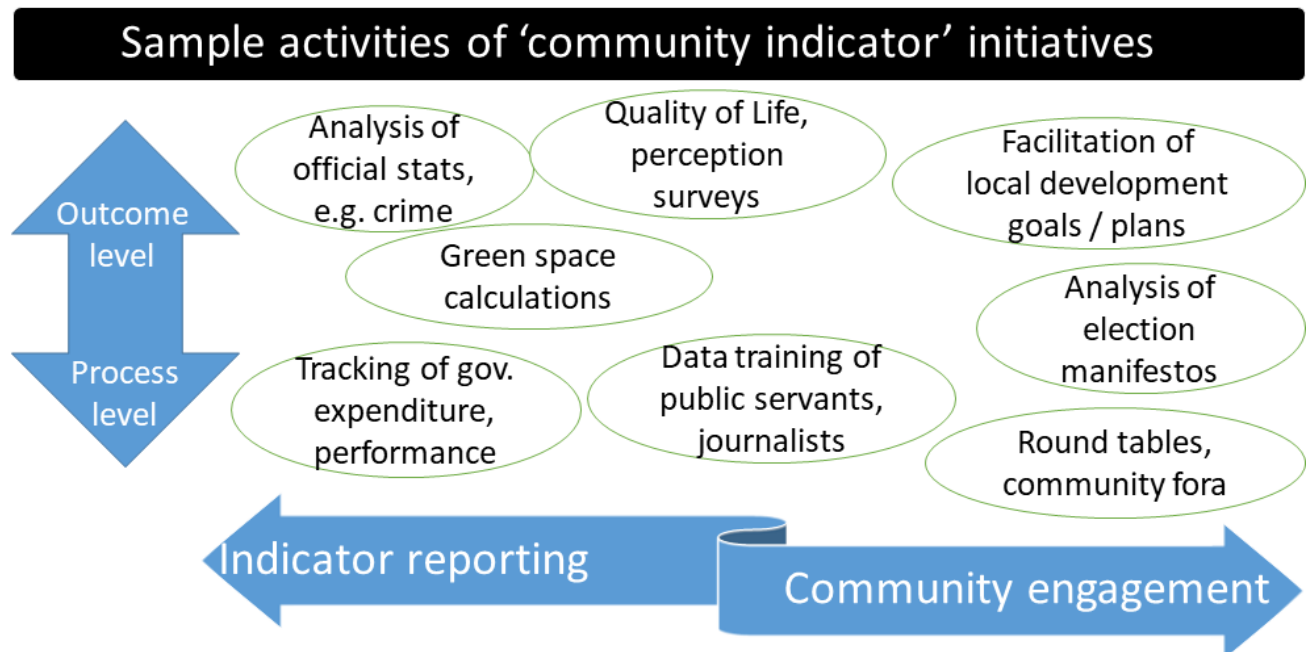 Sample activities of ‘community indicator’ initiatives
Outcome
level
Process
level
Analysis of
official stats,
e.g. crime
Quality of Life,
perception
surveys
Facilitation of
local development
goals / plans
Green space
calculations
Analysis of
election
manifestos
Tracking of gov.
expenditure,
performance
Data training of
public servants,
journalists
Round tables,
community fora
Indicator reporting
Community engagement